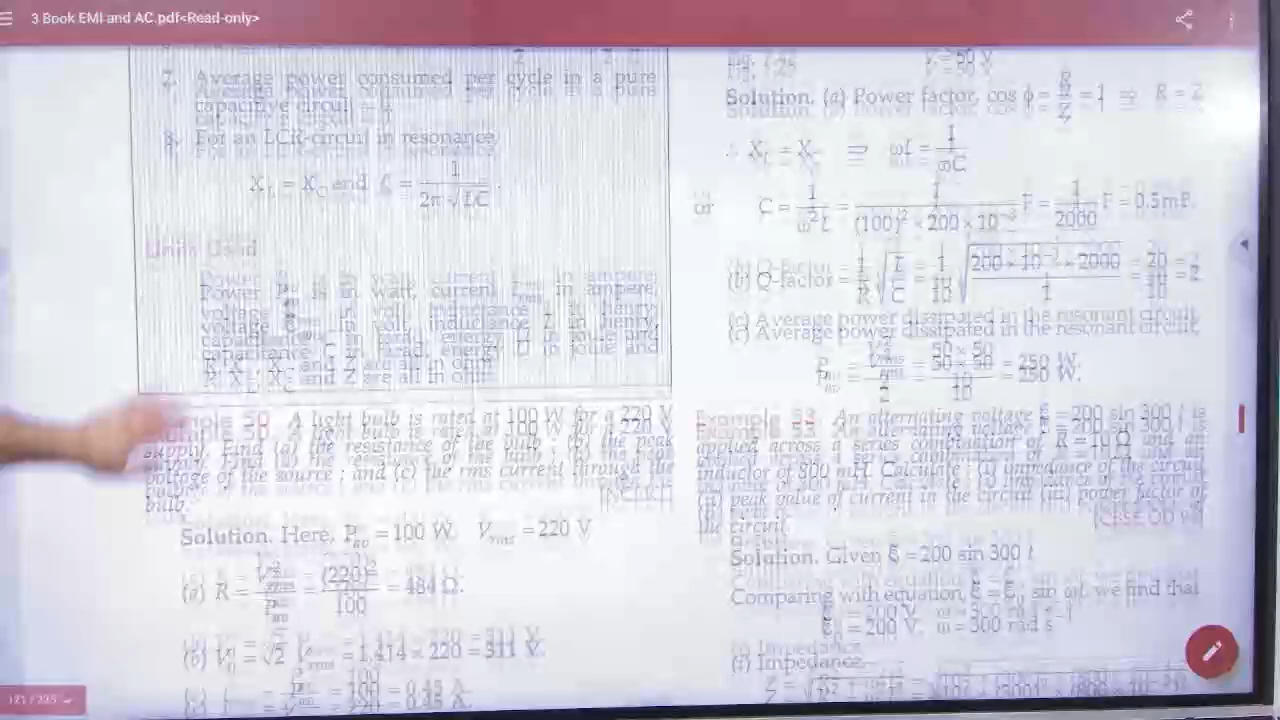 3 Book EMI and AC.pdf<Read-only>
7. Average power consumed per cycle in a pure
capacitive circuit
8. For an LCR-circuit in resonance
X_L = X_C and f = 1 / 2π √LC
Units Used
Power P_av is in watt, current I_rms in ampere,
voltage in volt, inductance L in henry,
capacitance C in farad, energy U in joule and
and Z are all in ohm
Example 50. A light bulb is rated at 100 W for a 220 V
supply. Find (a) the resistance of the bulb ; (b) the peak
voltage of the source ; and (c) the rms current through the
bulb. [NCERT]
Solution. Here, P_av = 100 W, V_rms = 220 V
(a) R = V²_rms / P_av = (220)² / 100 = 484 Ω.
(b) V_0 = √2 V_rms = 1.414 × 220 = 311 V.
= 100 / 220 = 0.45 A.
V = 50 V
Solution. (a) Power factor, cos ϕ = R / Z = 1 ⇒ R = Z
∴ X_L = X_C ⇒ ωL = 1 / ωC
or C = 1 / ω²L = 1 / (100)² × 200 × 10⁻³ F = 1 / 2000 F = 0.5 mF.
(b) Q-factor = 1/R √(L/C) = 1/10 √(200 × 10⁻³ × 2000 / 1) = 20 / 10 = 2
(c) Average power dissipated in the resonant circuit,
P_av = V²_rms / Z = 50 × 50 / 10 = 250 W.
Example 53. An alternating voltage ξ = 200 sin 300 t is
applied across a series combination of R = 10 Ω and an
inductor of 800 mH. Calculate : (i) impedance of the circuit
(ii) peak value of current in the circuit (iii) power factor of
the circuit.
Solution. Given ξ = 200 sin 300 t
Comparing with equation, ξ = ξ_0 sin ωt, we find that
ξ_0 = 200 V, ω = 300 rad s⁻¹
(i) Impedance,